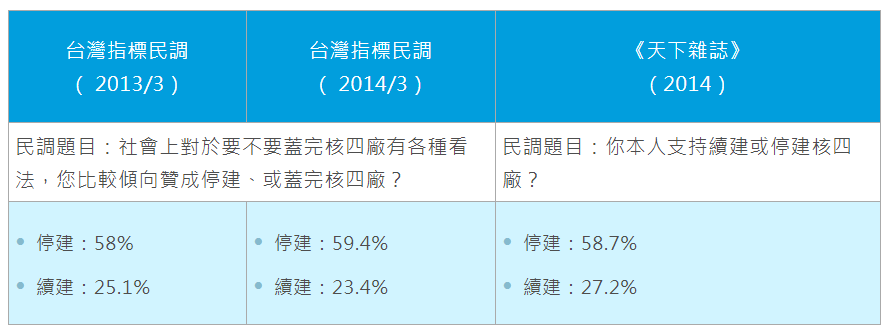 台灣指標民調
（ 2013/3 ）
台灣指標民調
（ 2014/3 ）
《天下雜誌》
（ 2014 ）
民調題目：社會上對於要不要蓋完核四廠有各種看
法，您比較傾向贊成停建、或蓋完核四廠？
民調題目：你本人支持續建或停建核四
廠？
• 停建：58%
• 續建：25.1%
• 停建：59.4%
• 續建：23.4%
• 停建：58.7%
• 續建：27.2%